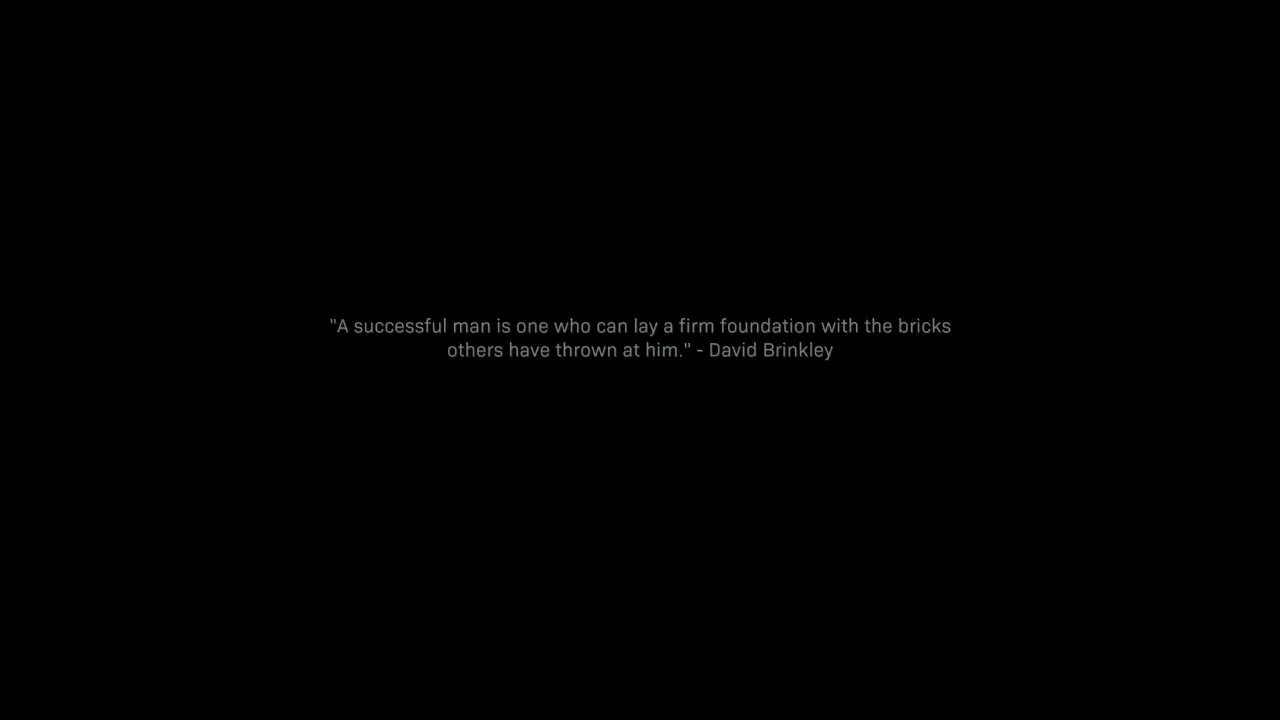 "A successful man is one who can lay a firm foundation with the bricks
others have thrown at him." - David Brinkley